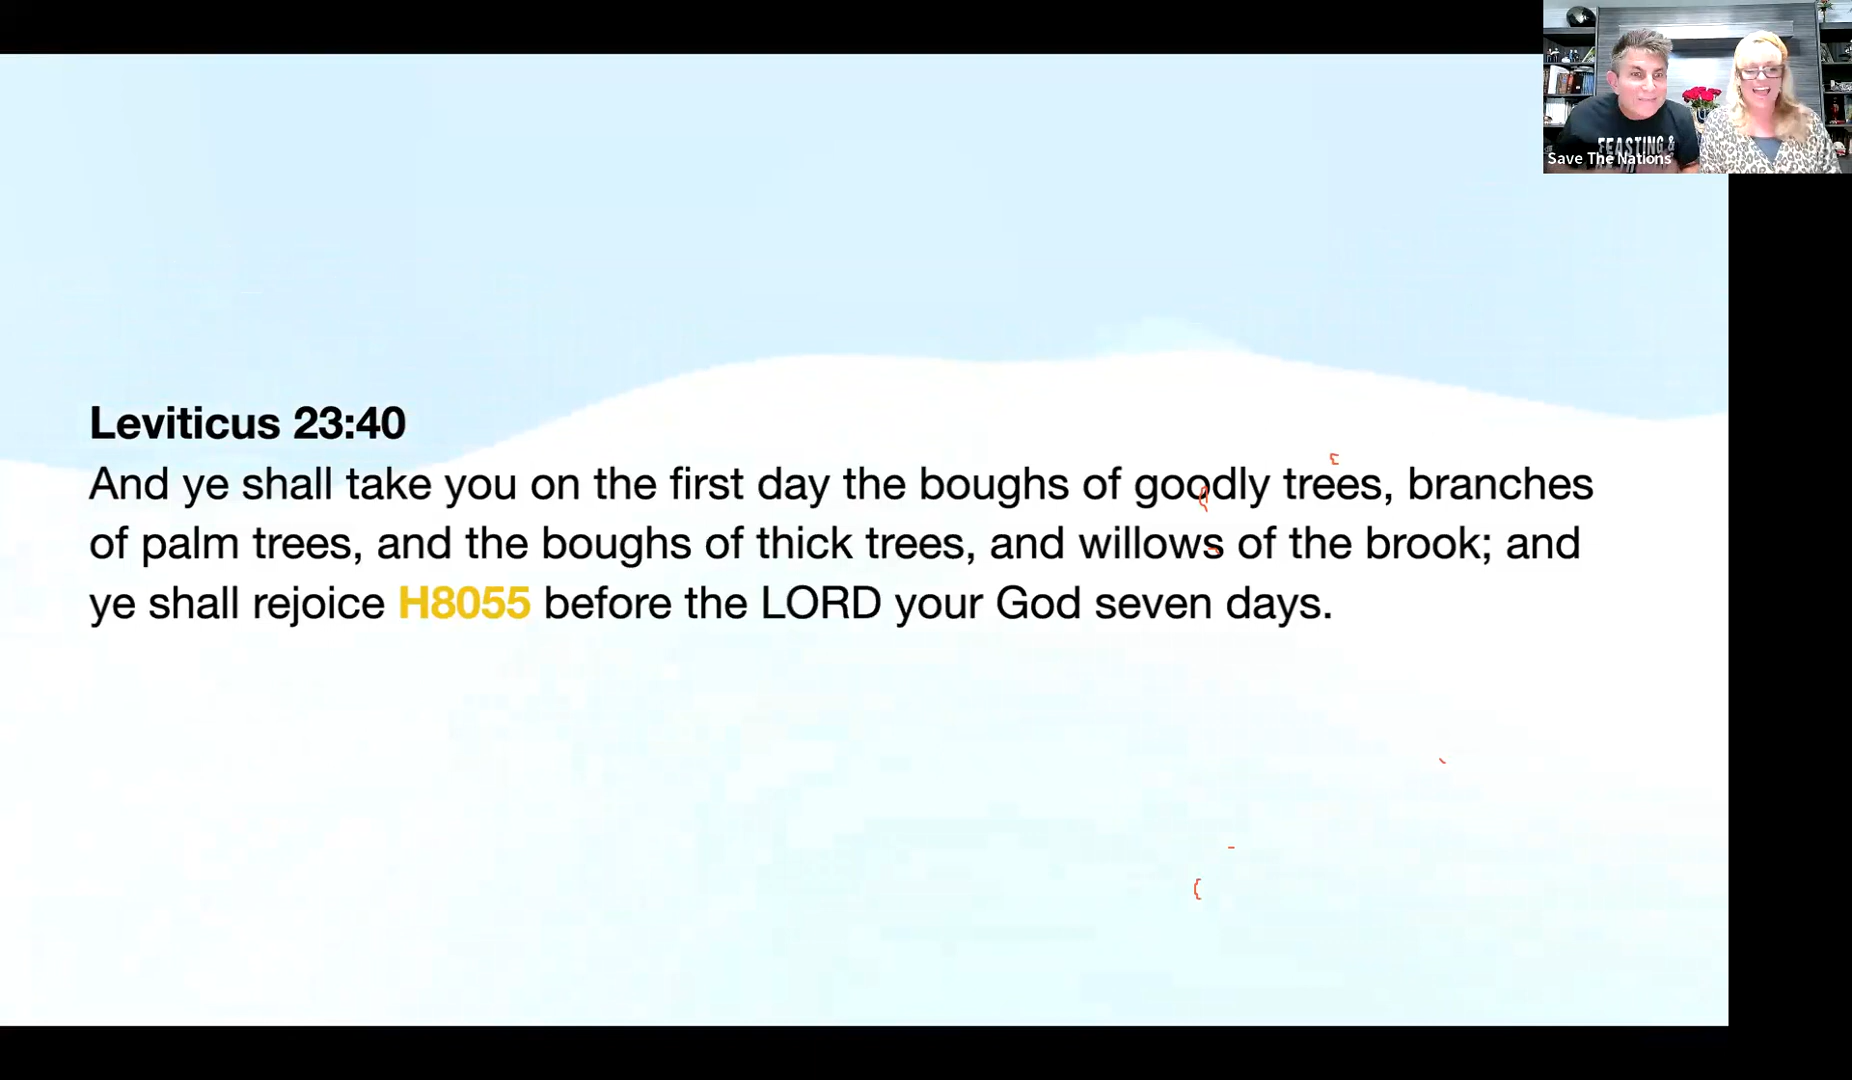 FEASTING &
Save The Nations
Leviticus 23:40
And ye shall take you on the first day the boughs of goodly trees, branches
of palm trees, and the boughs of thick trees, and willows of the brook; and
ye shall rejoice H8055 before the LORD your God seven days.